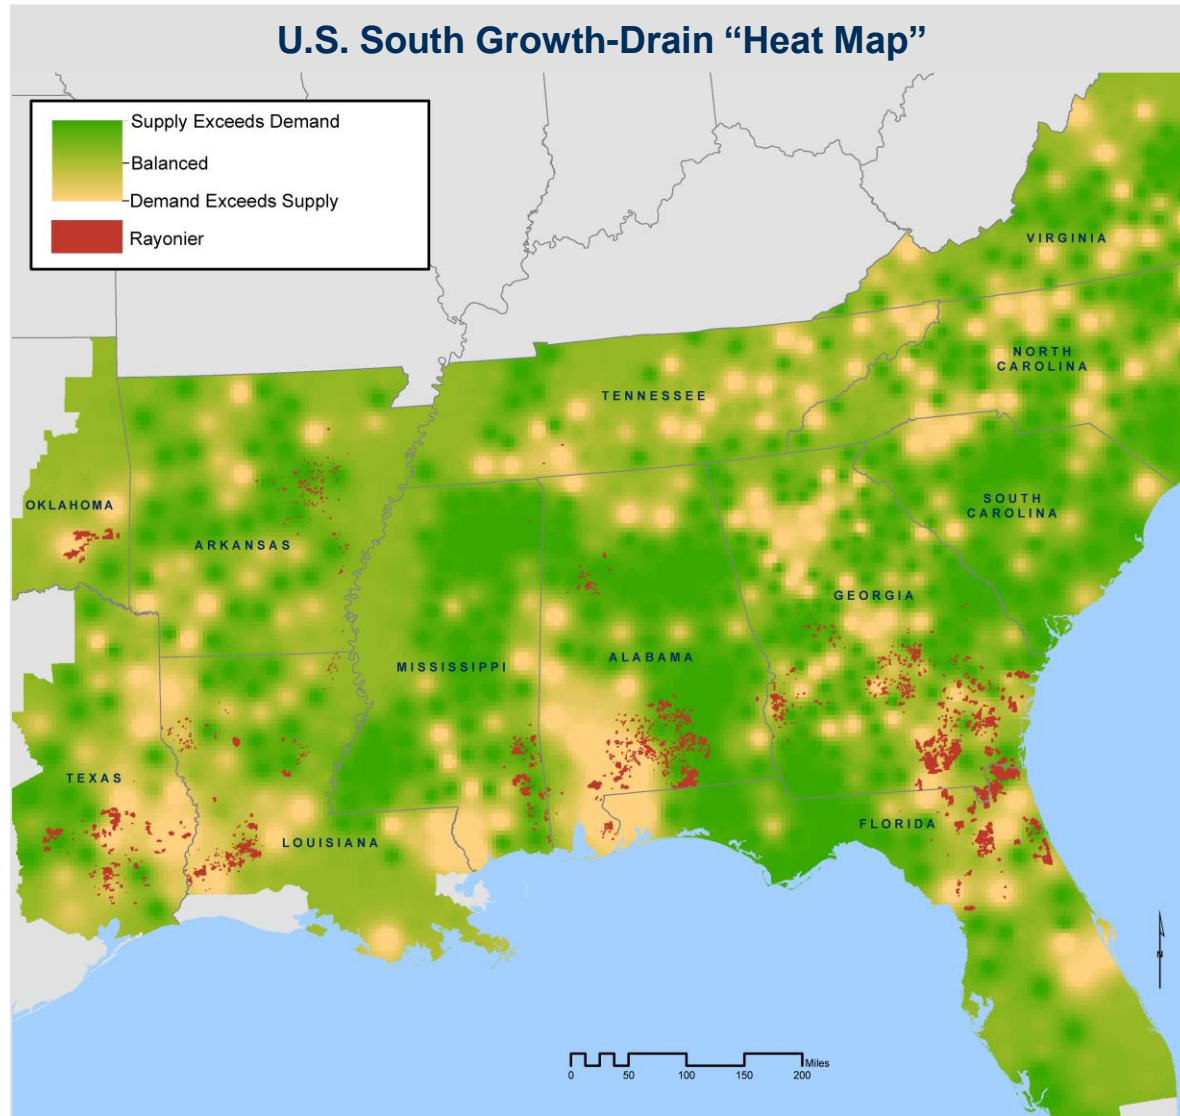 U.S. South Growth-Drain “Heat Map”
Supply Exceeds Demand
Balanced
Demand Exceeds Supply
Rayonier
VIRGINIA
NORTH
CAROLINA
TENNESSEE
OKLAHOMA
ARKANSAS
SOUTH
CAROLINA
GEORGIA
MISSISSIPPI
ALABAMA
TEXAS
LOUISIANA
FLORIDA
N
Miles
0 50 100 150 200